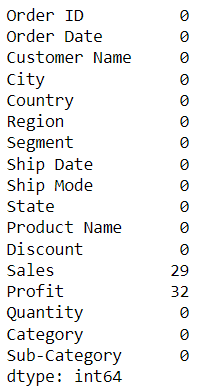 Order ID 0
Order Date 0
Customer Name 0
City 0
Country 0
Region 0
Segment 0
Ship Date 0
Ship Mode 0
State 0
Product Name 0
Discount 0
Sales 29
Profit 32
Quantity 0
Category 0
Sub-Category 0
dtype: int64